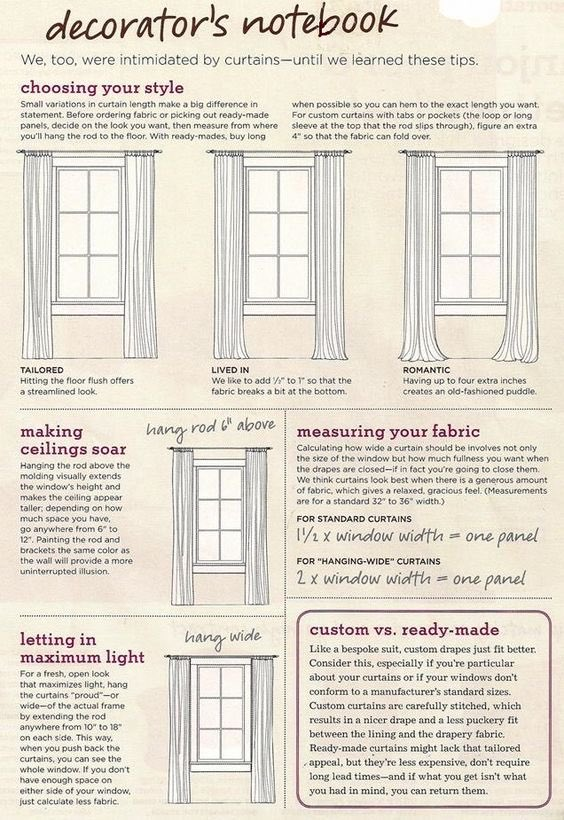 decorator's notebook
We, too, were intimidated by curtains—until we learned these tips.
choosing your style
Small variations in curtain length make a big difference in
statement. Before ordering fabric or picking out ready-made
panels, decide on the look you want, then measure from where
you'll hang the rod to the floor. With ready-mades, buy long
when possible so you can hem to the exact length you want.
For custom curtains with tabs or pockets (the loop or long
sleeve at the top that the rod slips through), figure an extra
4" so that the fabric can fold over.
TAILORED
Hitting the floor flush offers
a streamlined look.
LIVED IN
We like to add ½" to 1" so that the
fabric breaks a bit at the bottom.
ROMANTIC
Having up to four extra inches
creates an old-fashioned puddle.
making
ceilings soar
Hanging the rod above the
molding visually extends
the window's height and
makes the ceiling appear
taller; depending on how
much space you have,
go anywhere from 6" to
12". Painting the rod and
brackets the same color as
the wall will provide a more
uninterrupted illusion.
hang rod 6" above
measuring your fabric
Calculating how wide a curtain should be involves not only
the size of the window but how much fullness you want when
the drapes are closed—if in fact you're going to close them.
We think curtains look best when there is a generous amount
of fabric, which gives a relaxed, gracious feel. (Measurements
are for a standard 32" to 36" width.)
FOR STANDARD CURTAINS
1 1/2 x window width = one panel
FOR "HANGING-WIDE" CURTAINS
2 x window width = one panel
letting in
maximum light
For a fresh, open look
that maximizes light, hang
the curtains "proud"—or
wide—of the actual frame
by extending the rod
anywhere from 10" to 18"
on each side. This way,
when you push back the
curtains, you can see the
whole window. If you don't
have enough space on
either side of your window,
just calculate less fabric.
hang wide
custom vs. ready-made
Like a bespoke suit, custom drapes just fit better.
Consider this, especially if you're particular
about your curtains or if your windows don't
conform to a manufacturer's standard sizes.
Custom curtains are carefully stitched, which
results in a nicer drape and a less puckery fit
between the lining and the drapery fabric.
Ready-made curtains might lack that tailored
appeal, but they're less expensive, don't require
long lead times—and if what you get isn't what
you had in mind, you can return them.